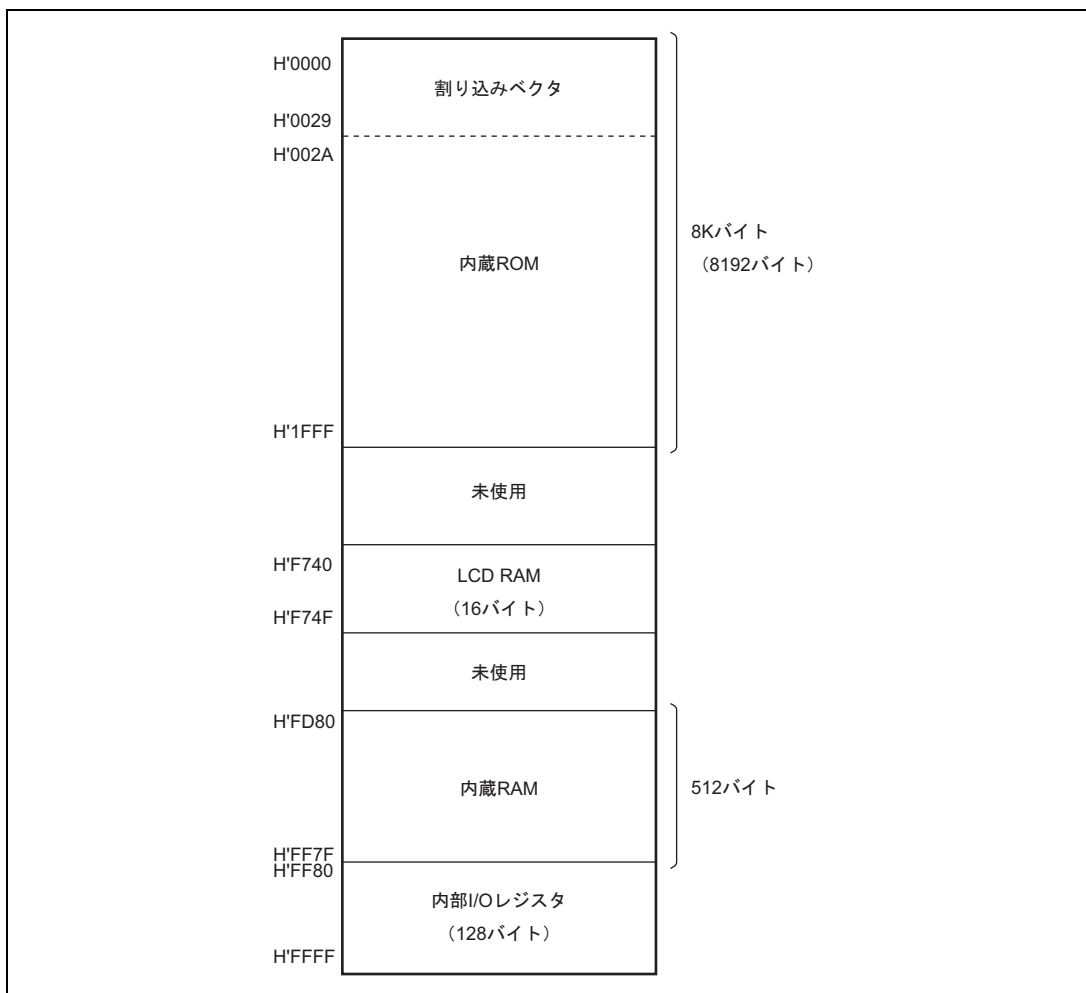 H'0000
割り込みベクタ
H'0029
H'002A
内蔵ROM
8Kバイト
（8192バイト）
H'1FFF
未使用
H'F740
LCD RAM
（16バイト）
H'F74F
未使用
H'FD80
内蔵RAM
512バイト
H'FF7F
H'FF80
内部I/Oレジスタ
（128バイト）
H'FFFF